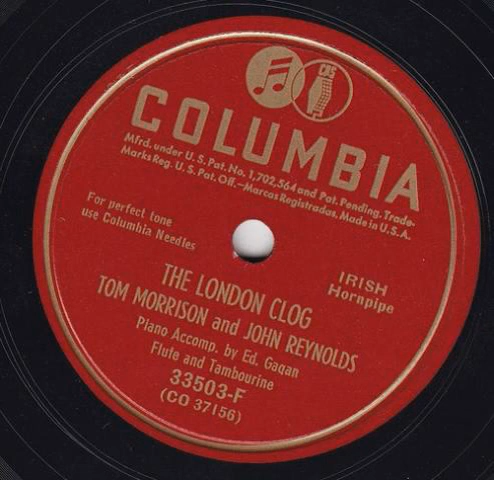 CBS
COLUMBIA
Mfrd. under U.S. Pat. No. 1,702,564 and Pat. Pending. Trade-
Marks Reg. U.S. Pat. Off.—Marcas Registradas. Made in U.S.A.
For perfect tone
use Columbia Needles
IRISH
Hornpipe
THE LONDON CLOG
TOM MORRISON and JOHN REYNOLDS
Piano Accomp. by Ed. Gagan
Flute and Tambourine
33503-F
(CO 37156)